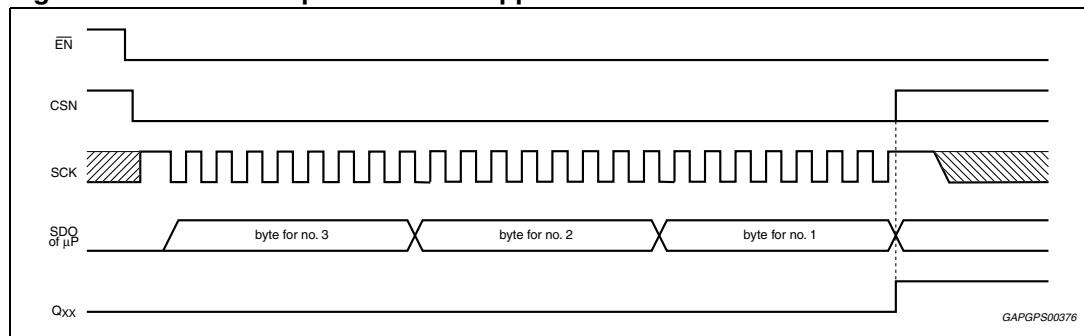 EN
CSN
SCK
SDO
of µP
byte for no. 3
byte for no. 2
byte for no. 1
QXX
GAPGPS00376